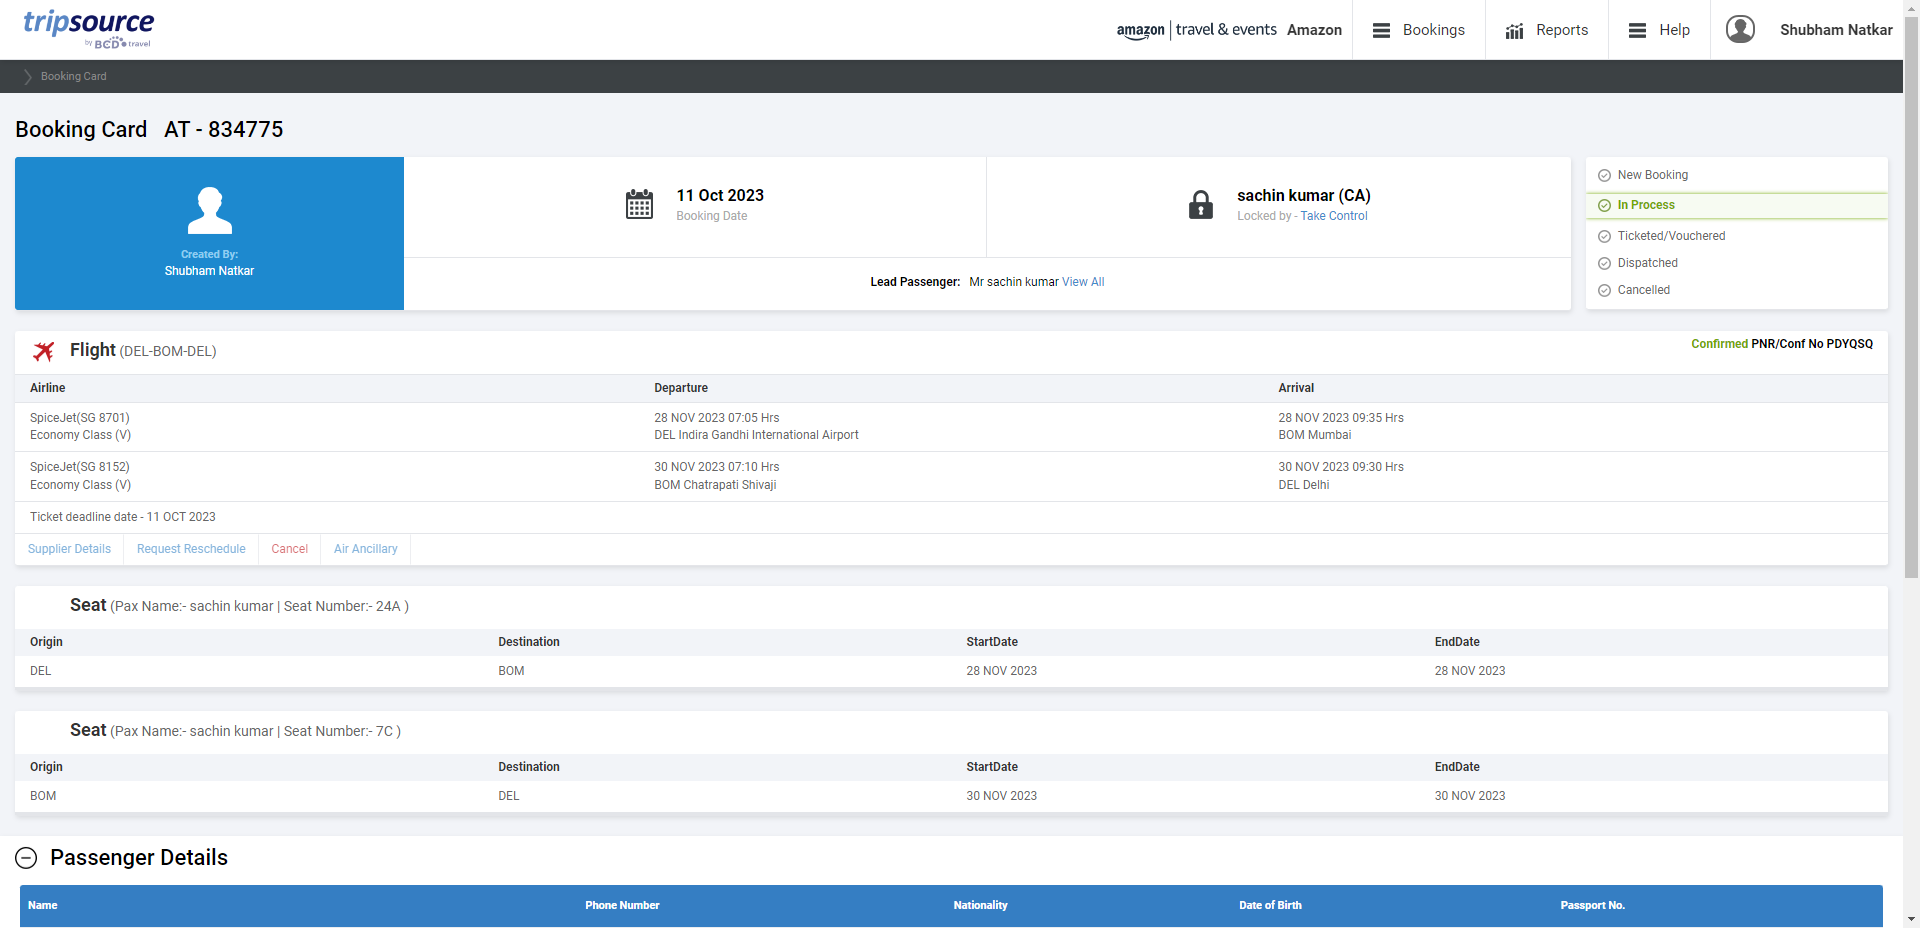 tripsource
by BCD travel
amazon | travel & events Amazon
Bookings
Reports
Help
Shubham Natkar
Booking Card
Booking Card AT - 834775
Created By:
Shubham Natkar
11 Oct 2023
Booking Date
sachin kumar (CA)
Locked by - Take Control
Lead Passenger: Mr sachin kumar View All
New Booking
In Process
Ticketed/Vouchered
Dispatched
Cancelled
Flight (DEL-BOM-DEL)
Confirmed PNR/Conf No PDYQSQ
Airline Departure Arrival
SpiceJet(SG 8701) 28 NOV 2023 07:05 Hrs 28 NOV 2023 09:35 Hrs
Economy Class (V) DEL Indira Gandhi International Airport BOM Mumbai
SpiceJet(SG 8152) 30 NOV 2023 07:10 Hrs 30 NOV 2023 09:30 Hrs
Economy Class (V) BOM Chatrapati Shivaji DEL Delhi
Ticket deadline date - 11 OCT 2023
Supplier Details Request Reschedule Cancel Air Ancillary
Seat (Pax Name:- sachin kumar | Seat Number:- 24A )
Origin Destination StartDate EndDate
DEL BOM 28 NOV 2023 28 NOV 2023
Seat (Pax Name:- sachin kumar | Seat Number:- 7C )
Origin Destination StartDate EndDate
BOM DEL 30 NOV 2023 30 NOV 2023
Passenger Details
Name Phone Number Nationality Date of Birth Passport No.